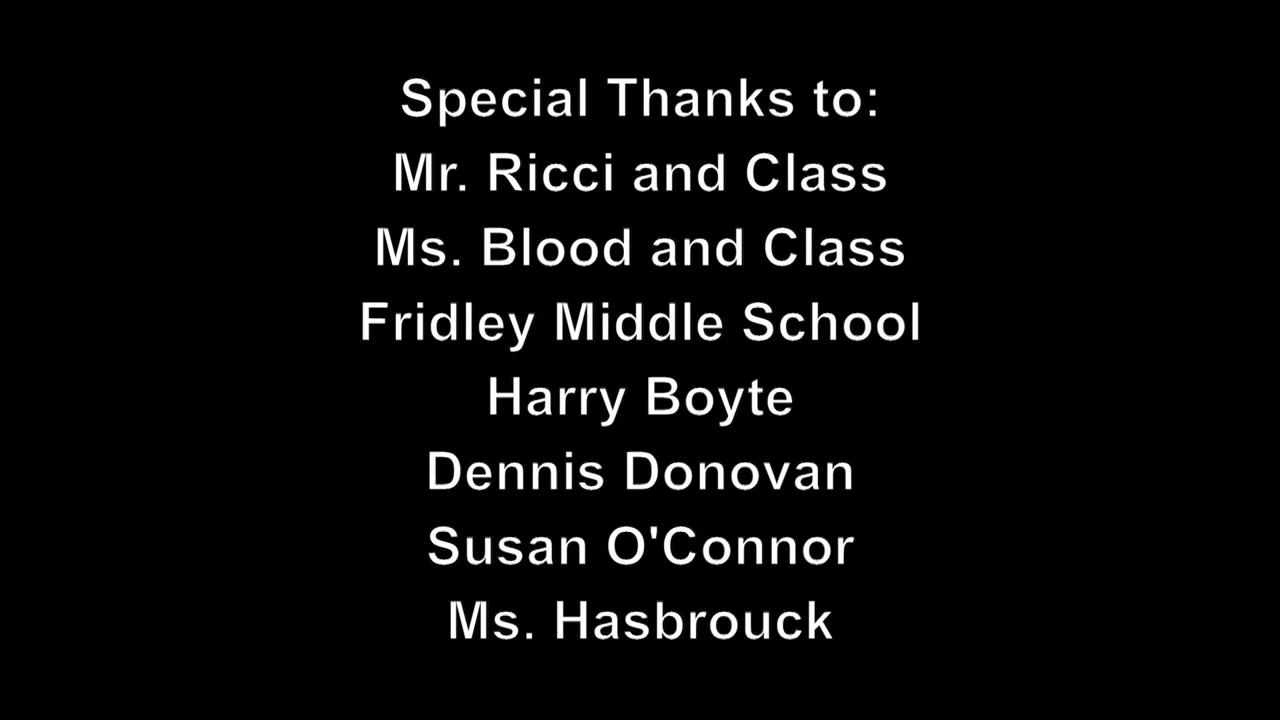 Special Thanks to:
Mr. Ricci and Class
Ms. Blood and Class
Fridley Middle School
Harry Boyte
Dennis Donovan
Susan O'Connor
Ms. Hasbrouck